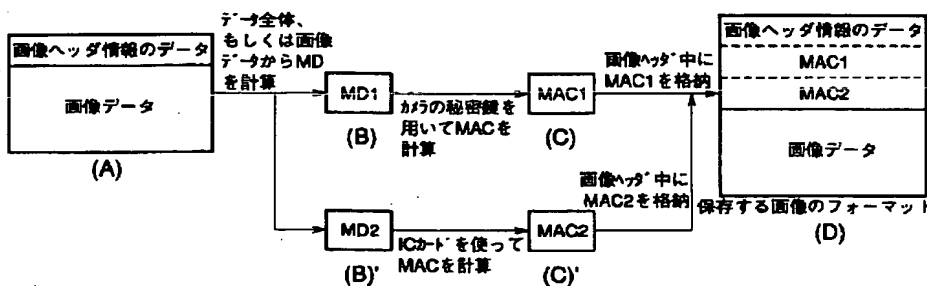 画像ヘッダ情報のデータ
画像データ
(A)
データ全体、
もしくは画像
データからMD
を計算
MD1
(B)
カメラの秘密鍵を
用いてMACを
計算
MAC1
(C)
画像ヘッダ中に
MAC1を格納
MD2
(B)'
ICカードを使って
MACを計算
MAC2
(C)'
画像ヘッダ中に
MAC2を格納
画像ヘッダ情報のデータ
MAC1
MAC2
画像データ
保存する画像のフォーマット
(D)